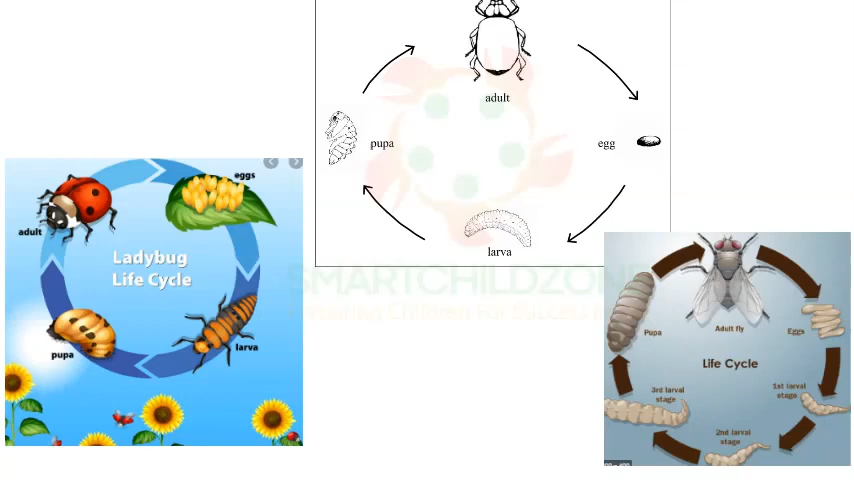 adult
pupa
egg
larva
eggs
adult
Ladybug
Life Cycle
pupa
larva
SMARTCHILDZONE
Preparing Children For Success
Adult fly
Pupa
Eggs
Life Cycle
1st larval
stage
3rd larval
stage
2nd larval
stage